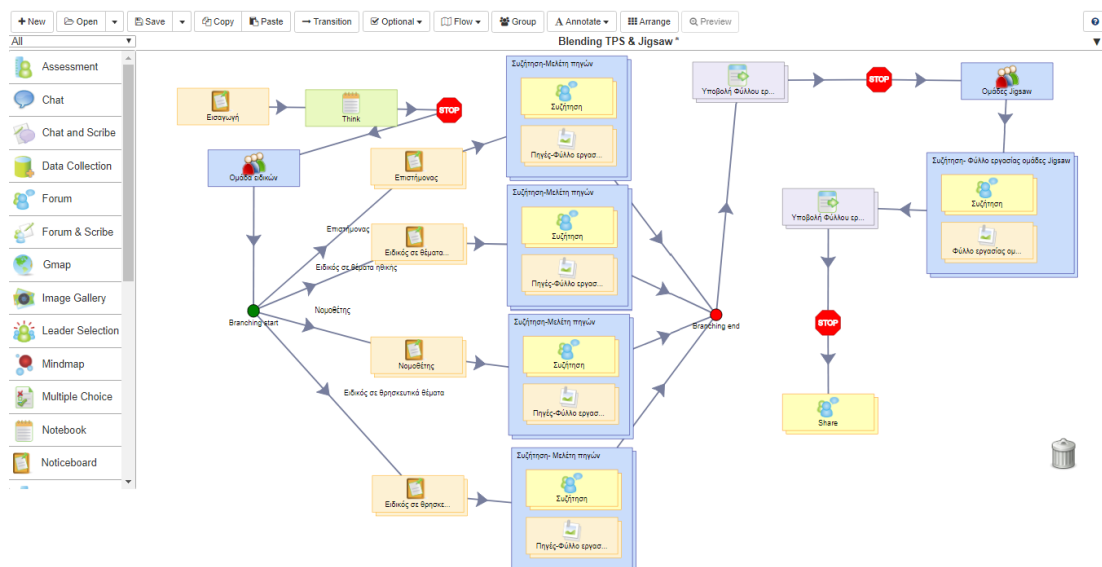 New Open Save Copy Paste Transition Optional Flow Group Annotate Arrange Preview
All
Blending TPS & Jigsaw *
Assessment
Chat
Chat and Scribe
Data Collection
Forum
Forum & Scribe
Gmap
Image Gallery
Leader Selection
Mindmap
Multiple Choice
Notebook
Noticeboard
Εισαγωγή
Think
STOP
Ομάδα ειδικών
Branching start
Επιστήμονας
Ειδικός σε θέματα ηθικής
Νομοθέτης
Ειδικός σε θρησκευτικά θέματα
Επιστήμονας
Ειδικός σε θέματα...
Νομοθέτης
Ειδικός σε θρησκε...
Συζήτηση-Μελέτη πηγών
Συζήτηση
Πηγές-Φύλλο εργασ...
Συζήτηση-Μελέτη πηγών
Συζήτηση
Πηγές-Φύλλο εργασ...
Συζήτηση-Μελέτη πηγών
Συζήτηση
Πηγές-Φύλλο εργασ...
Συζήτηση- Μελέτη πηγών
Συζήτηση
Πηγές-Φύλλο εργασ...
Branching end
Υποβολή Φύλλου ερ...
STOP
Ομάδες Jigsaw
Συζήτηση- Φύλλο εργασίας ομάδες Jigsaw
Συζήτηση
Φύλλο εργασίας ομ...
Υποβολή Φύλλου ερ...
STOP
Share